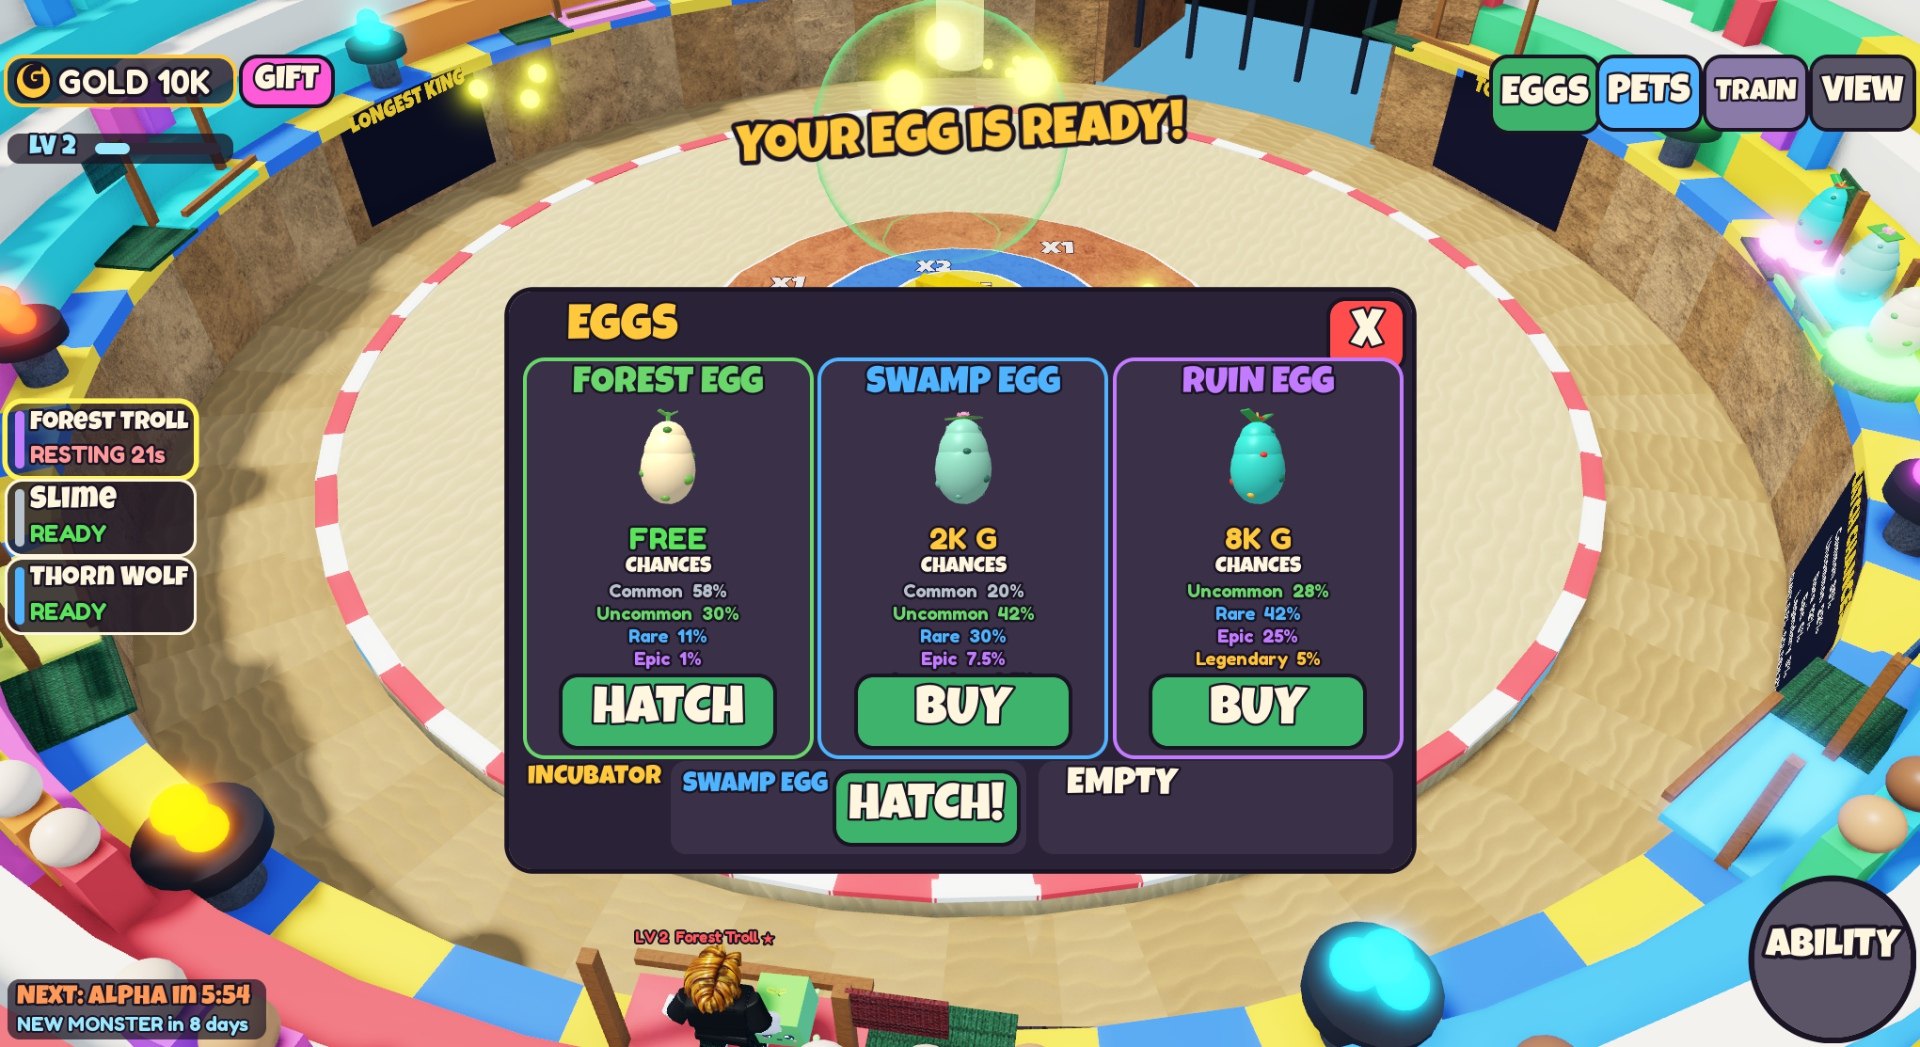 GOLD 10K
GIFT
LV 2
LONGEST KING
YOUR EGG IS READY!
EGGS
PETS
TRAIN
VIEW
X1
X2
X1
EGGS
X
FOREST EGG
FREE
CHANCES
Common 58%
Uncommon 30%
Rare 11%
Epic 1%
HATCH
SWAMP EGG
2K G
CHANCES
Common 20%
Uncommon 42%
Rare 30%
Epic 7.5%
BUY
RUIN EGG
8K G
CHANCES
Uncommon 28%
Rare 42%
Epic 25%
Legendary 5%
BUY
INCUBATOR
SWAMP EGG
HATCH!
EMPTY
FOREST TROLL
RESTING 21s
SLIME
READY
THORN WOLF
READY
LV2 Forest Troll ★
NEXT: ALPHA in 5:54
NEW MONSTER in 8 days
ABILITY